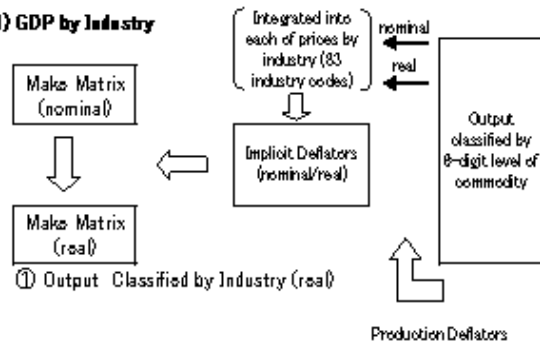 ) GDP by Industry
Integrated into
each of prices by
industry (83
industry codes)
nominal
real
Make Matrix
(nominal)
Implicit Deflators
(nominal/real)
Output
classified by
6-digit level of
commodity
Make Matrix
(real)
① Output Classified by Industry (real)
Production Deflators